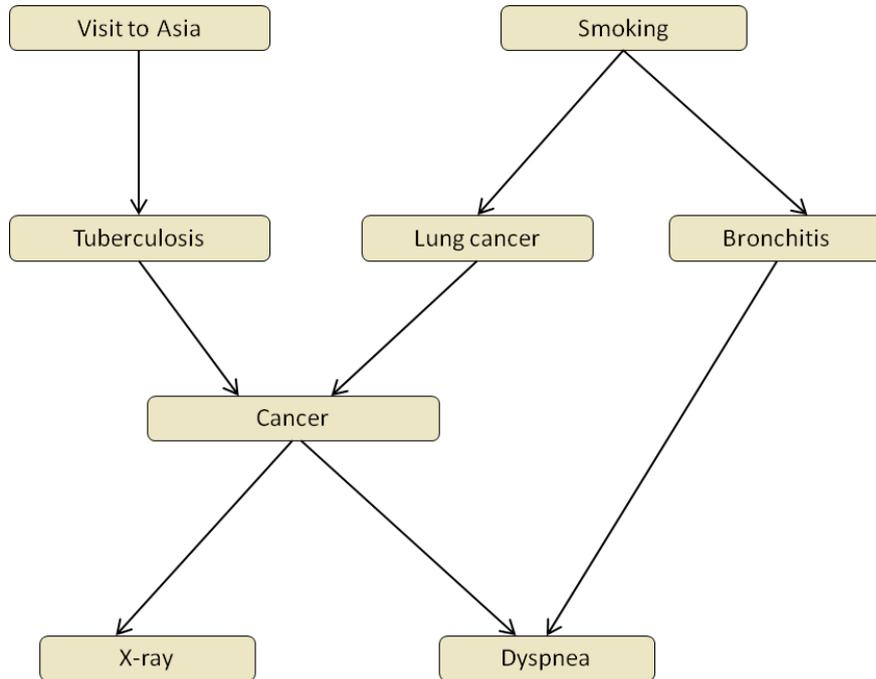 Visit to Asia
Smoking
Tuberculosis
Lung cancer
Bronchitis
Cancer
X-ray
Dyspnea